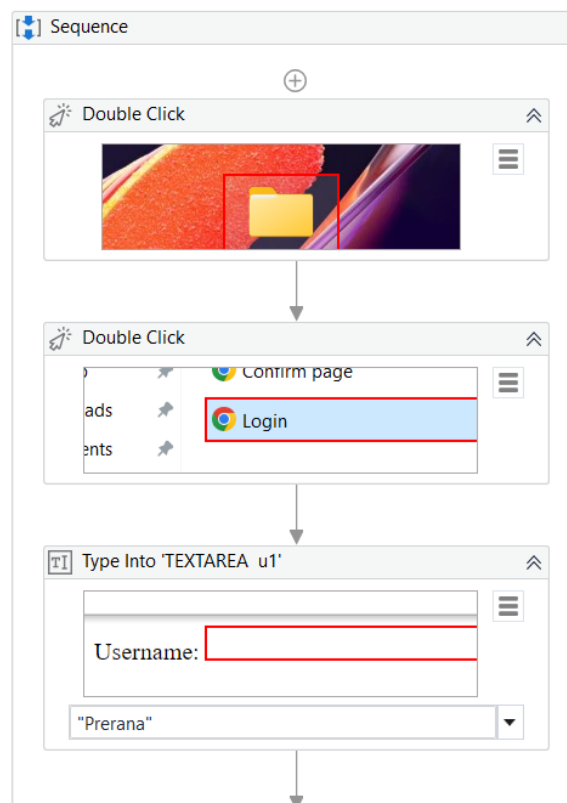 Sequence
Double Click
Double Click
Confirm page
ads
Login
ents
Type Into 'TEXTAREA u1'
Username:
"Prerana"